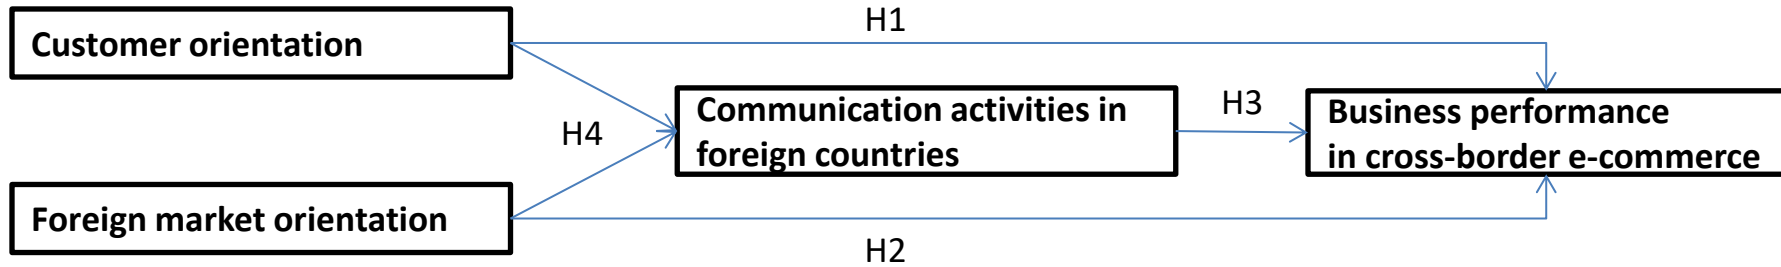 H1
Customer orientation
Communication activities in
foreign countries
H3
Business performance
in cross-border e-commerce
H4
Foreign market orientation
H2